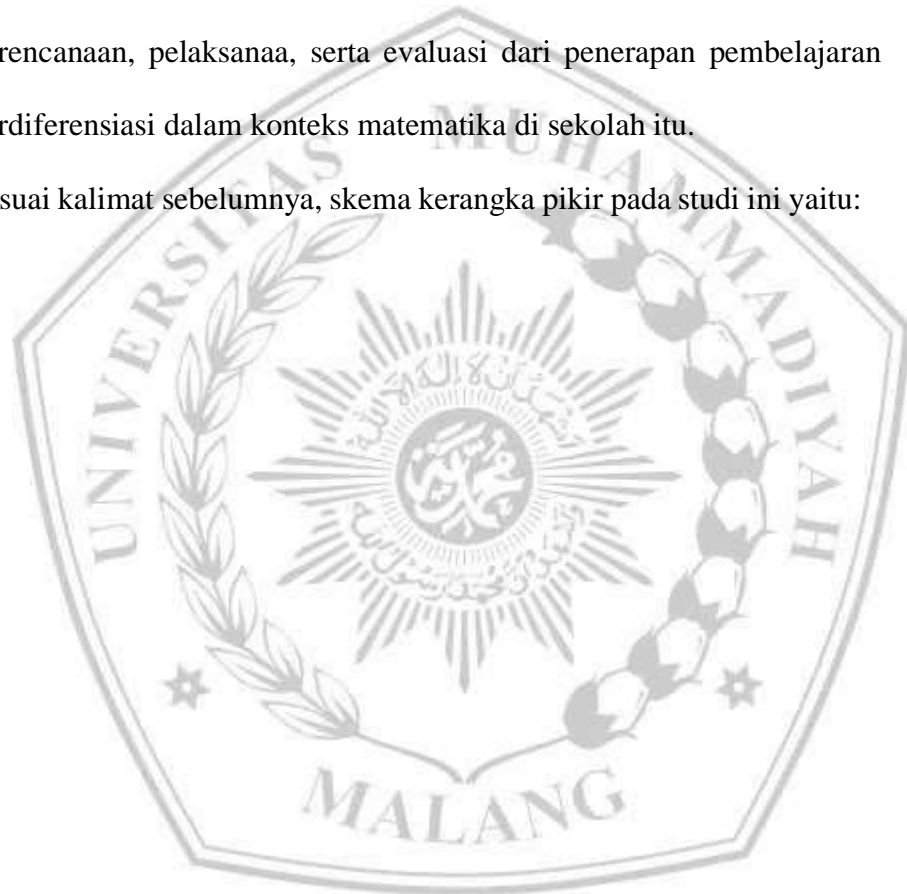 rencanaan, pelaksanaa, serta evaluasi dari penerapan pembelajaran
rdiferensiasi dalam konteks matematika di sekolah itu.
suai kalimat sebelumnya, skema kerangka pikir pada studi ini yaitu:
UNIVERSITAS MUHAMMADIYAH
MALANG